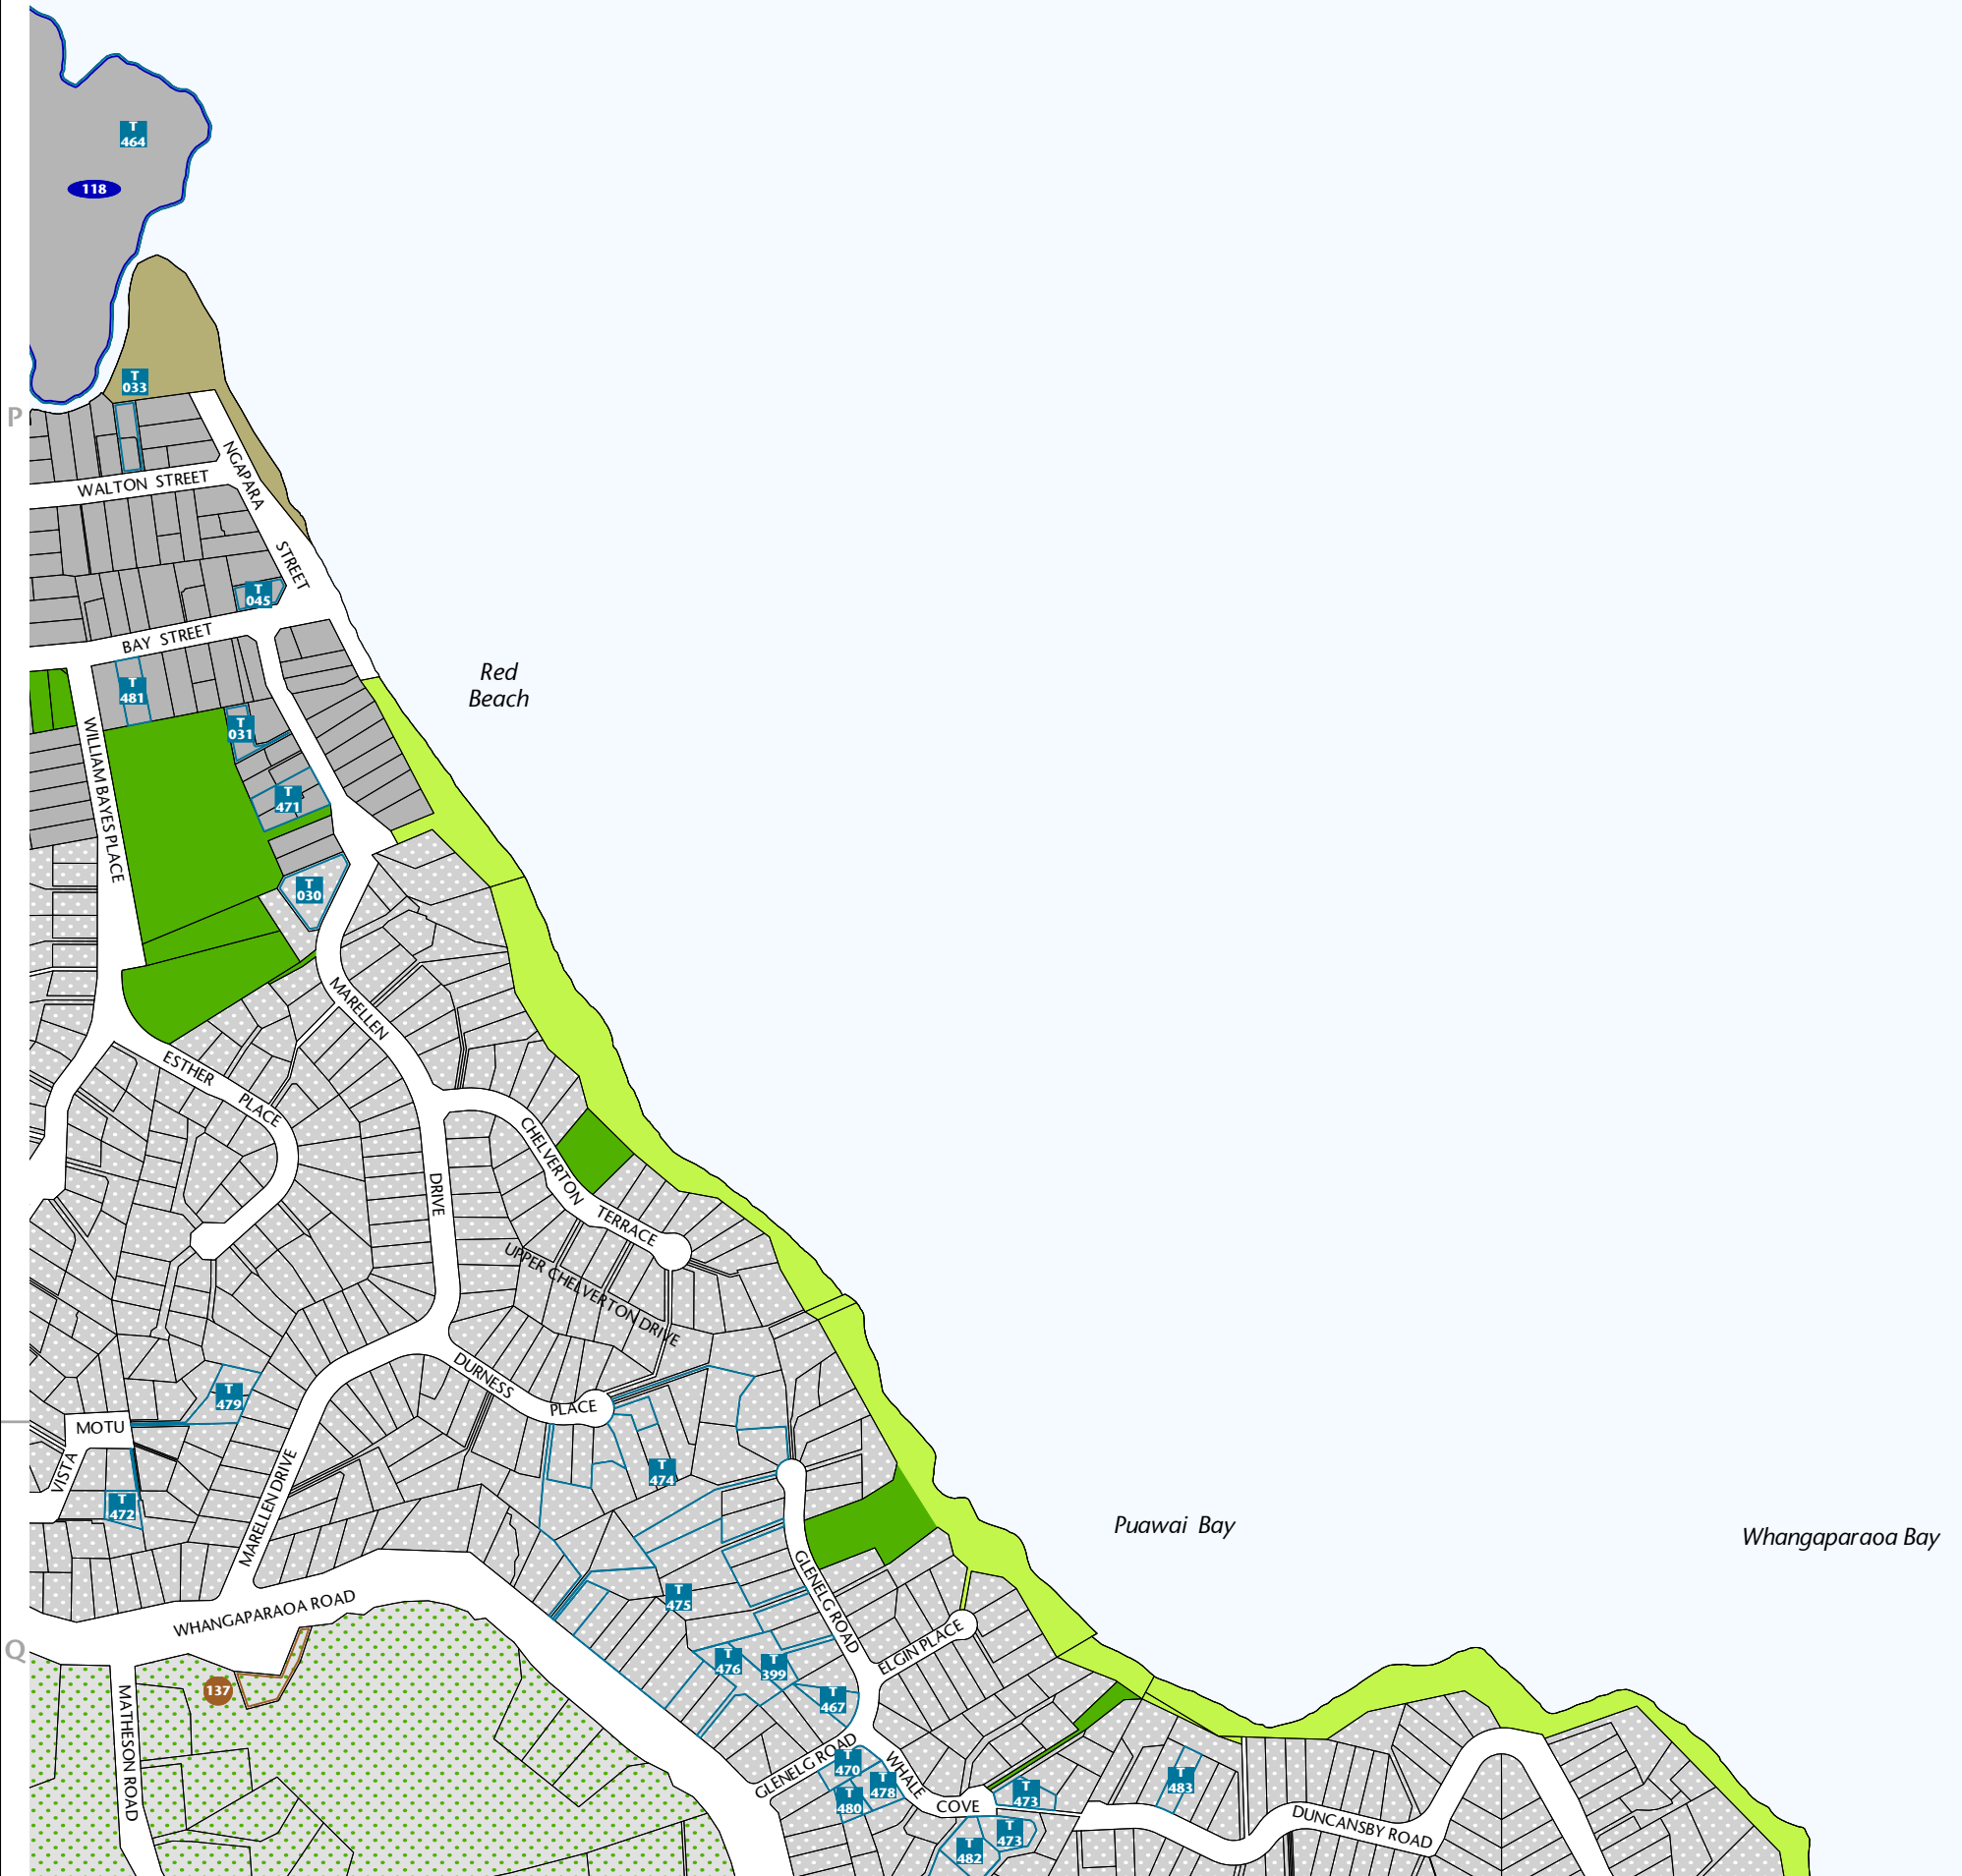 T
464
118
T
033
P
NGAPARA
WALTON STREET
STREET
T
045
BAY STREET
Red
Beach
T
481
T
031
WILLIAM BAYES PLACE
T
471
T
030
MARELLEN
ESTHER
PLACE
CHELVERTON
DRIVE
TERRACE
UPPER CHELVERTON DRIVE
DURNESS
PLACE
T
479
MOTU
VISTA
T
474
T
472
MARELLEN DRIVE
Puawai Bay
Whangaparaoa Bay
GLENELG ROAD
T
475
WHANGAPARAOA ROAD
Q
ELGIN PLACE
T
476
T
399
137
T
467
MATHESON ROAD
GLENELG ROAD
T
470
WHALE
T
478
T
483
T
473
T
480
COVE
DUNCANSBY ROAD
T
473
T
482